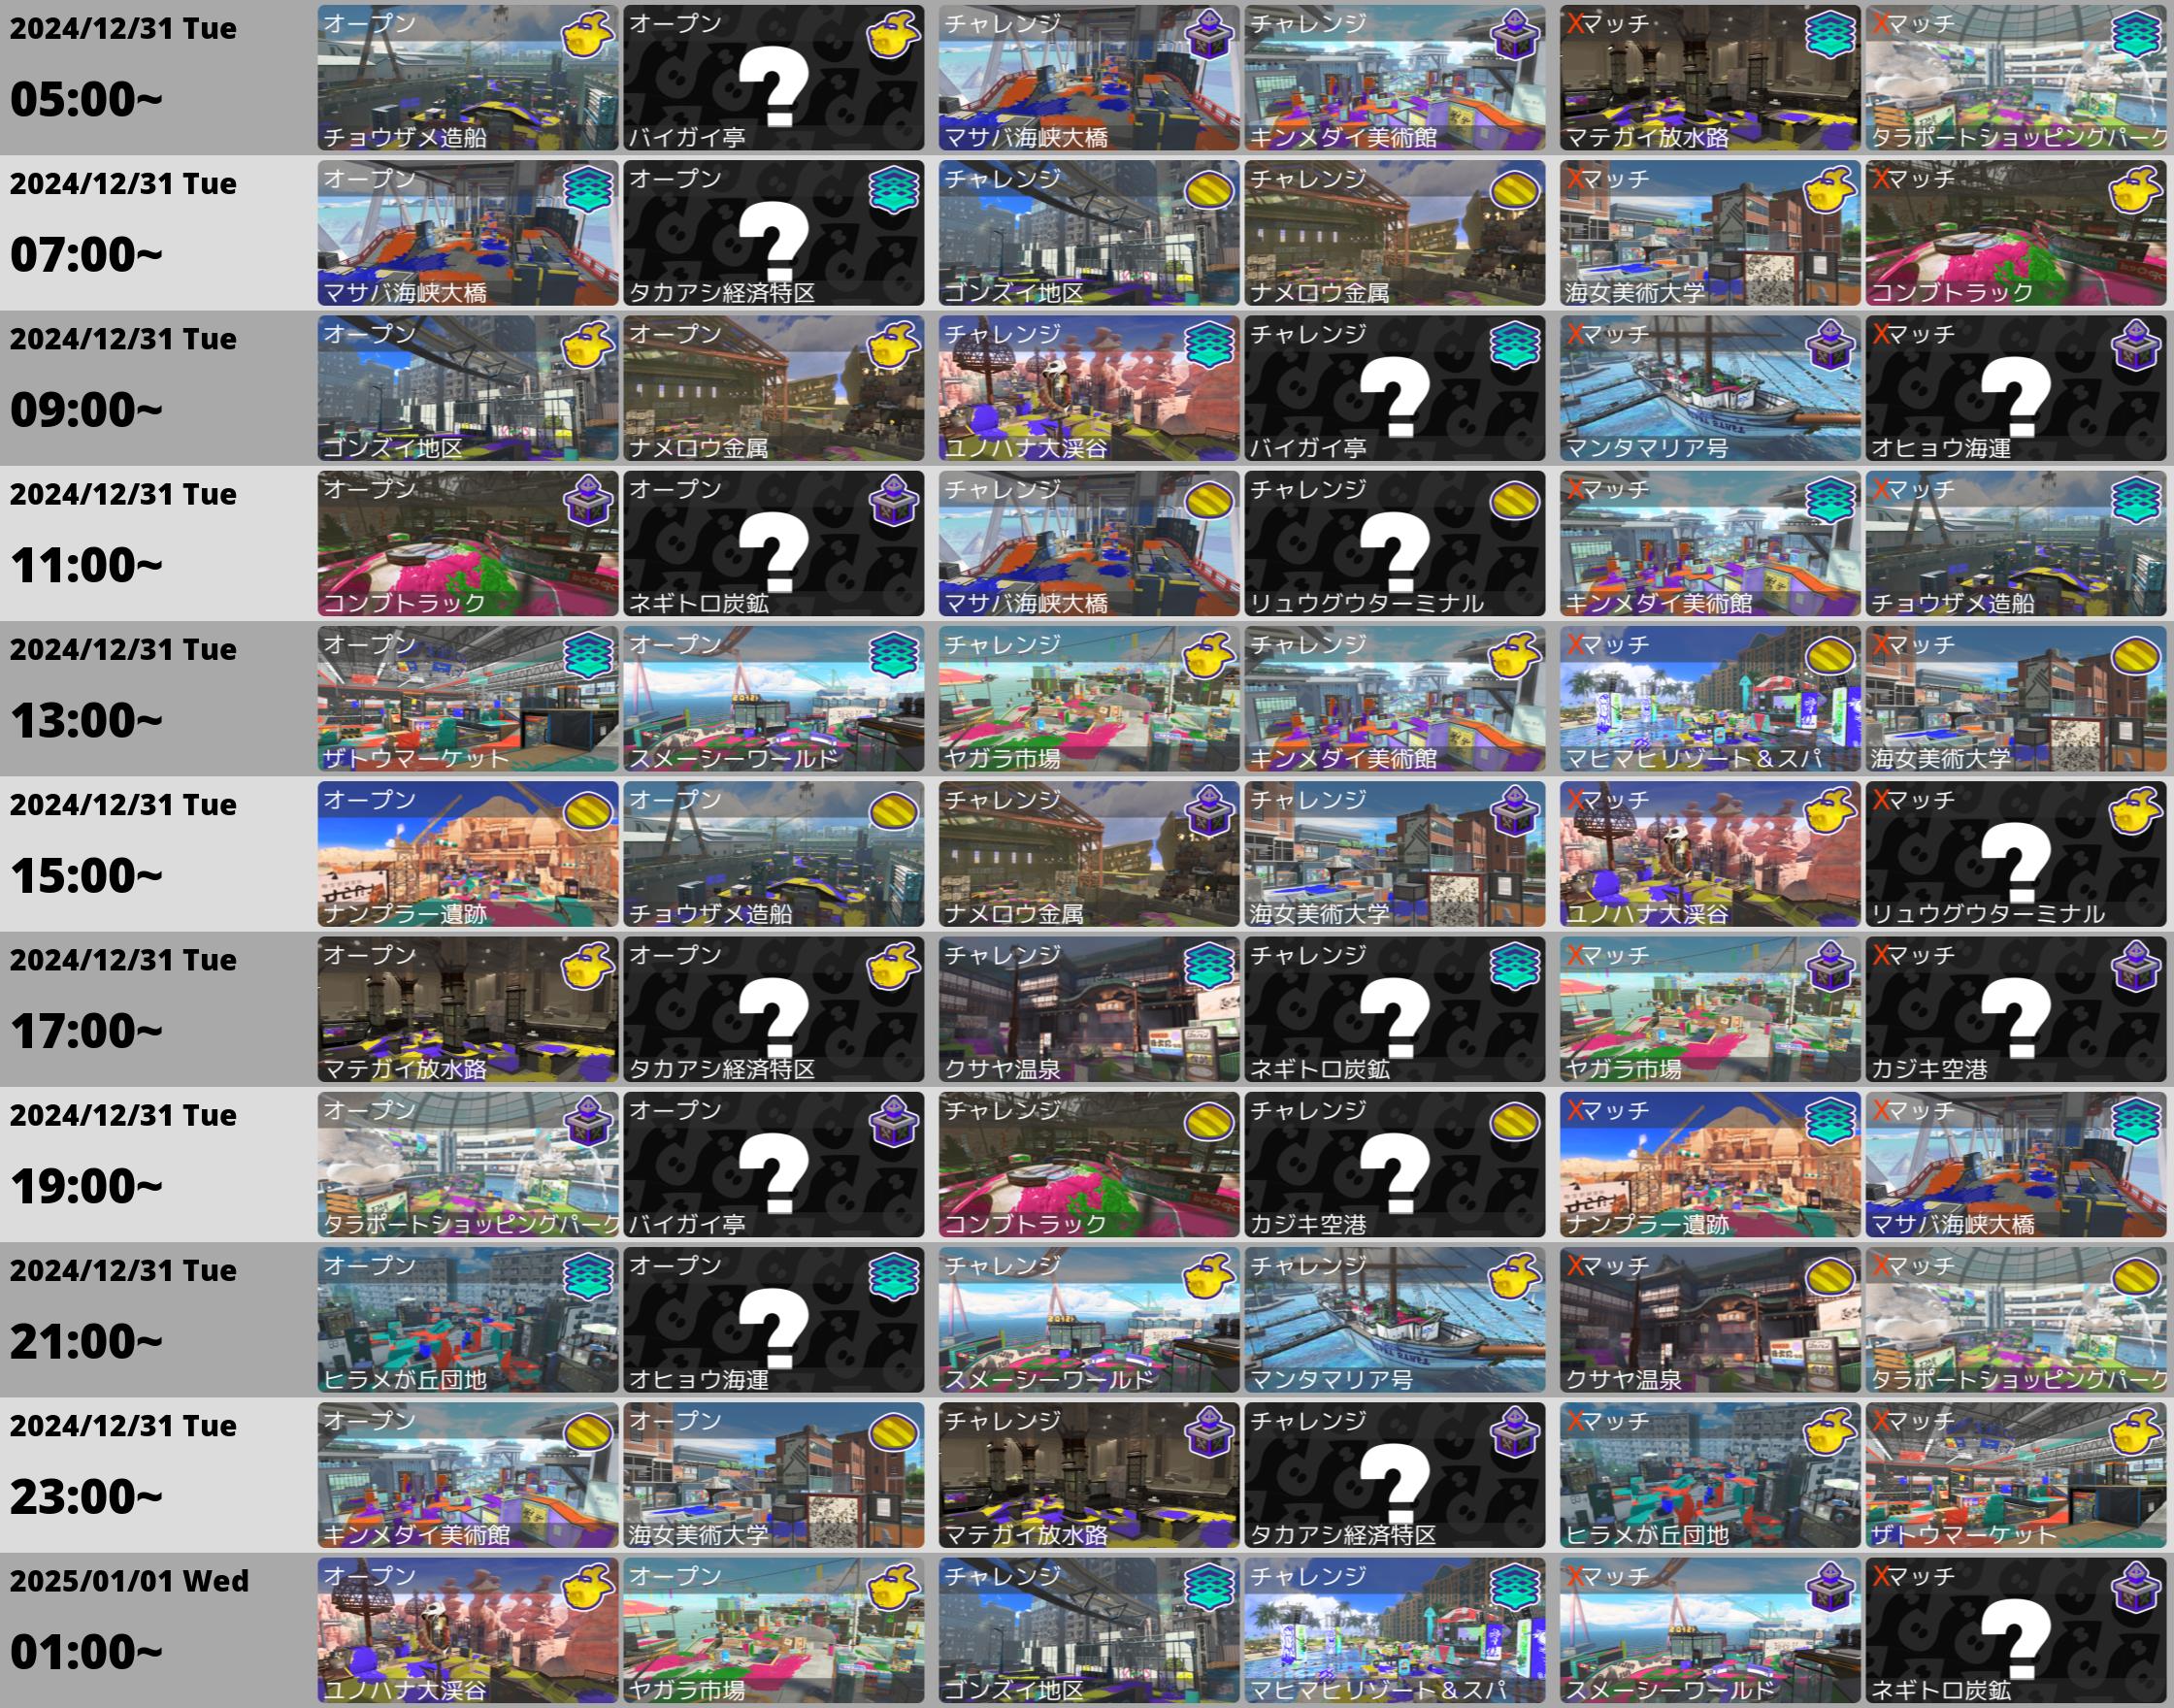 2024/12/31 Tue
05:00~
オープン
チョウザメ造船
オープン
バイガイ亭
チャレンジ
マサバ海峡大橋
チャレンジ
キンメダイ美術館
Xマッチ
マテガイ放水路
Xマッチ
タラポートショッピングパーク
2024/12/31 Tue
07:00~
オープン
マサバ海峡大橋
オープン
タカアシ経済特区
チャレンジ
ゴンズイ地区
チャレンジ
ナメロウ金属
Xマッチ
海女美術大学
Xマッチ
コンブトラック
2024/12/31 Tue
09:00~
オープン
ゴンズイ地区
オープン
ナメロウ金属
チャレンジ
ユノハナ大渓谷
チャレンジ
バイガイ亭
Xマッチ
マンタマリア号
Xマッチ
オヒョウ海運
2024/12/31 Tue
11:00~
オープン
コンブトラック
オープン
ネギトロ炭鉱
チャレンジ
マサバ海峡大橋
チャレンジ
リュウグウターミナル
Xマッチ
キンメダイ美術館
Xマッチ
チョウザメ造船
2024/12/31 Tue
13:00~
オープン
ザトウマーケット
オープン
スメーシーワールド
チャレンジ
ヤガラ市場
チャレンジ
キンメダイ美術館
Xマッチ
マヒマヒリゾート＆スパ
Xマッチ
海女美術大学
2024/12/31 Tue
15:00~
オープン
ナンプラー遺跡
オープン
チョウザメ造船
チャレンジ
ナメロウ金属
チャレンジ
海女美術大学
Xマッチ
ユノハナ大渓谷
Xマッチ
リュウグウターミナル
2024/12/31 Tue
17:00~
オープン
マテガイ放水路
オープン
タカアシ経済特区
チャレンジ
クサヤ温泉
チャレンジ
ネギトロ炭鉱
Xマッチ
ヤガラ市場
Xマッチ
カジキ空港
2024/12/31 Tue
19:00~
オープン
タラポートショッピングパーク
オープン
バイガイ亭
チャレンジ
コンブトラック
チャレンジ
カジキ空港
Xマッチ
ナンプラー遺跡
Xマッチ
マサバ海峡大橋
2024/12/31 Tue
21:00~
オープン
ヒラメが丘団地
オープン
オヒョウ海運
チャレンジ
スメーシーワールド
チャレンジ
マンタマリア号
Xマッチ
クサヤ温泉
Xマッチ
タラポートショッピングパーク
2024/12/31 Tue
23:00~
オープン
キンメダイ美術館
オープン
海女美術大学
チャレンジ
マテガイ放水路
チャレンジ
タカアシ経済特区
Xマッチ
ヒラメが丘団地
Xマッチ
ザトウマーケット
2025/01/01 Wed
01:00~
オープン
ユノハナ大渓谷
オープン
ヤガラ市場
チャレンジ
ゴンズイ地区
チャレンジ
マヒマヒリゾート＆スパ
Xマッチ
スメーシーワールド
Xマッチ
ネギトロ炭鉱